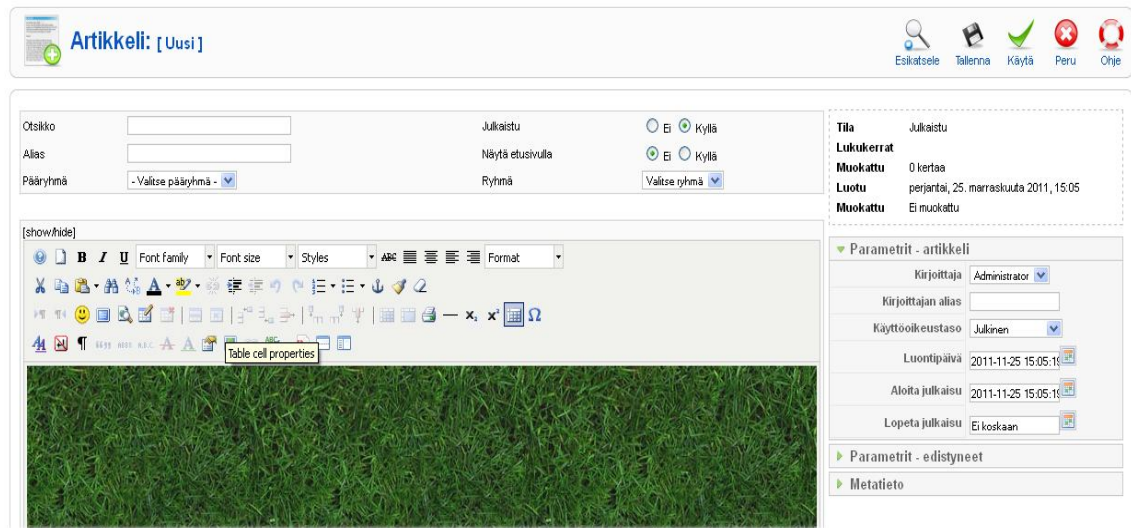 Artikkeli: [ Uusi ]
Esikatsele Tallenna Käytä Peru Ohje
Otsikko Julkaistu Ei Kyllä
Alias Näytä etusivulla Ei Kyllä
Pääryhmä - Valitse pääryhmä - Ryhmä Valitse ryhmä
Tila Julkaistu
Lukukerrat
Muokattu 0 kertaa
Luotu perjantai, 25. marraskuuta 2011, 15:05
Muokattu Ei muokattu
[show/hide]
B I U Font family Font size Styles ABC Format
Table cell properties
Parametrit - artikkeli
Kirjoittaja Administrator
Kirjoittajan alias
Käyttöoikeustaso Julkinen
Luontipäivä 2011-11-25 15:05:19
Aloita julkaisu 2011-11-25 15:05:19
Lopeta julkaisu Ei koskaan
Parametrit - edistyneet
Metatieto